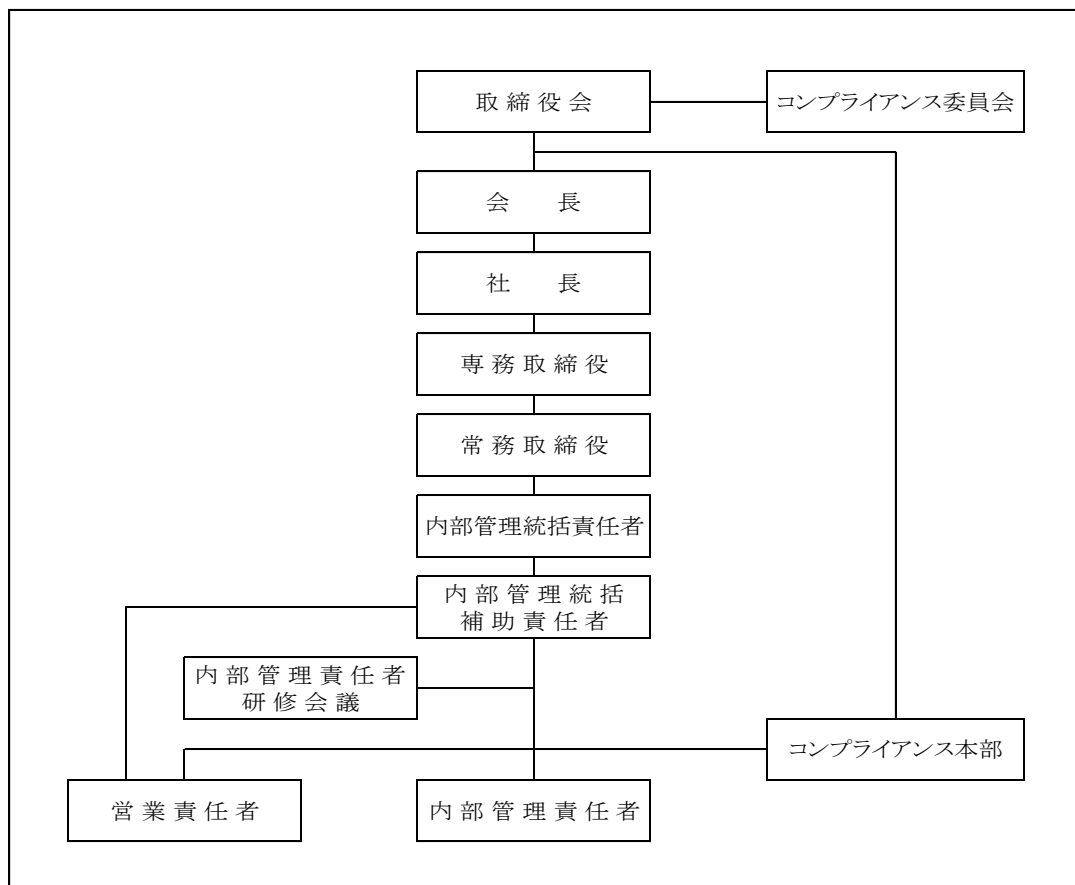 取締役会
コンプライアンス委員会
会　長
社　長
専務取締役
常務取締役
内部管理統括責任者
内部管理統括
補助責任者
内部管理責任者
研修会議
コンプライアンス本部
営業責任者
内部管理責任者